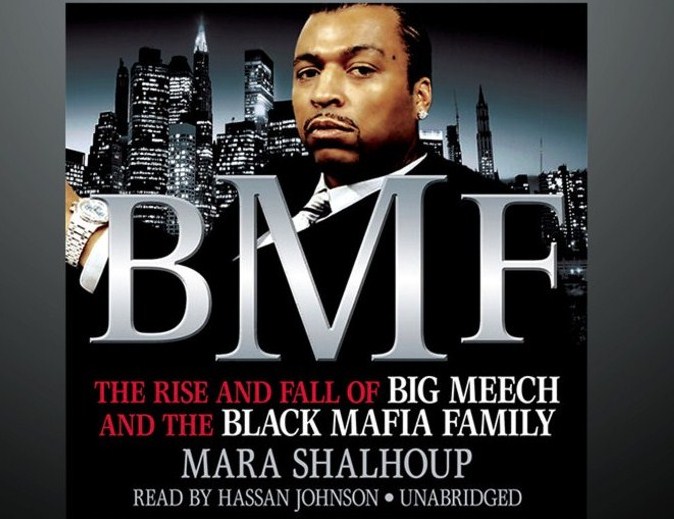 BMF
THE RISE AND FALL OF BIG MEECH
AND THE BLACK MAFIA FAMILY
MARA SHALHOUP
READ BY HASSAN JOHNSON • UNABRIDGED